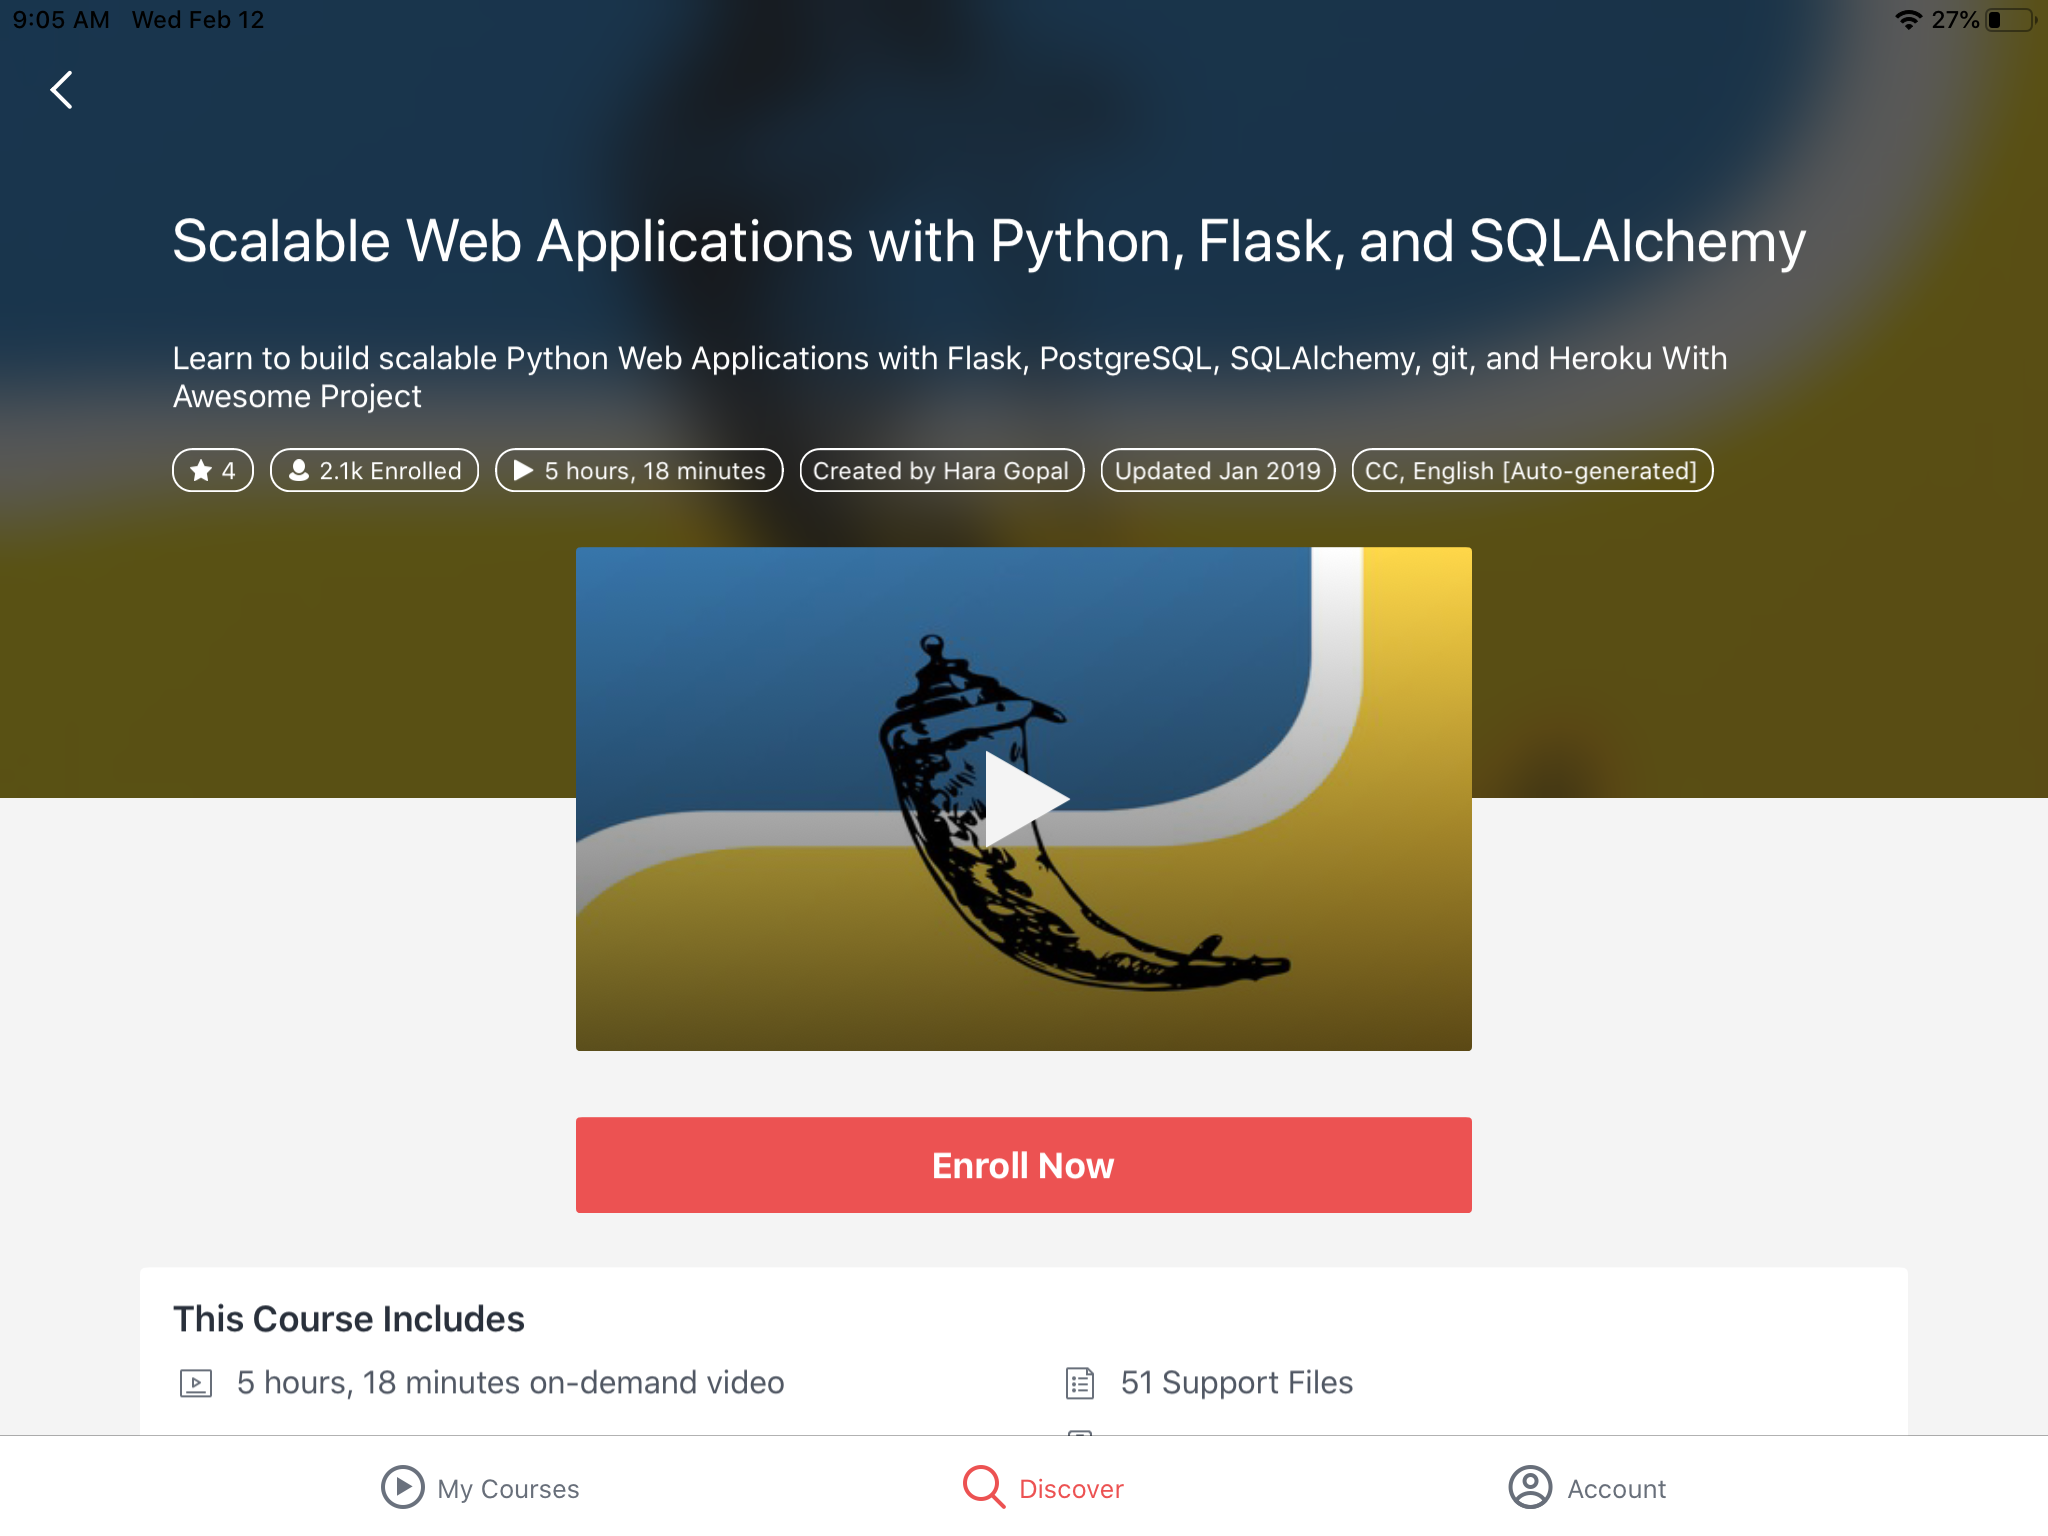 9:05 AM Wed Feb 12
27%
Scalable Web Applications with Python, Flask, and SQLAlchemy
Learn to build scalable Python Web Applications with Flask, PostgreSQL, SQLAlchemy, git, and Heroku With
Awesome Project
4 2.1k Enrolled 5 hours, 18 minutes Created by Hara Gopal Updated Jan 2019 CC, English [Auto-generated]
Enroll Now
This Course Includes
5 hours, 18 minutes on-demand video 51 Support Files
My Courses Discover Account